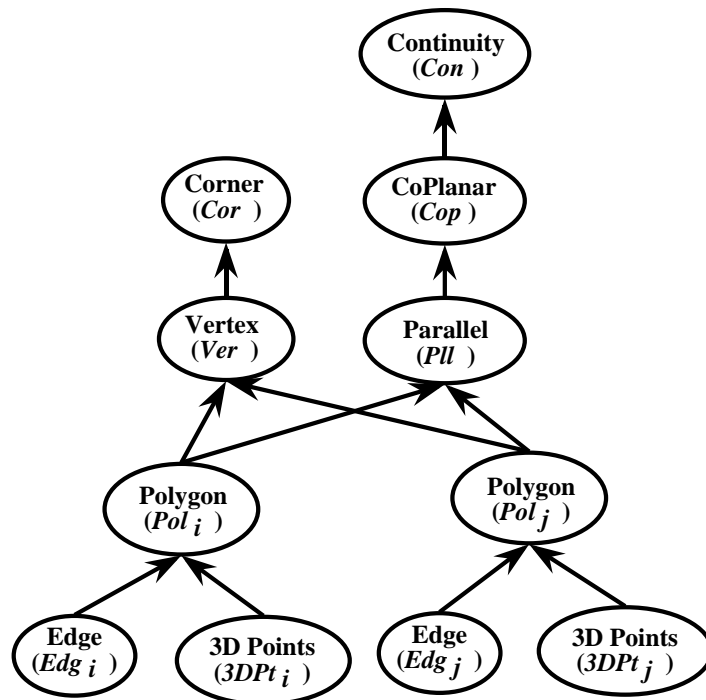 Continuity
(Con )
Corner
(Cor )
CoPlanar
(Cop )
Vertex
(Ver )
Parallel
(Pll )
Polygon
(Pol i )
Polygon
(Pol j )
Edge
(Edg i )
3D Points
(3DPt i )
Edge
(Edg j )
3D Points
(3DPt j )